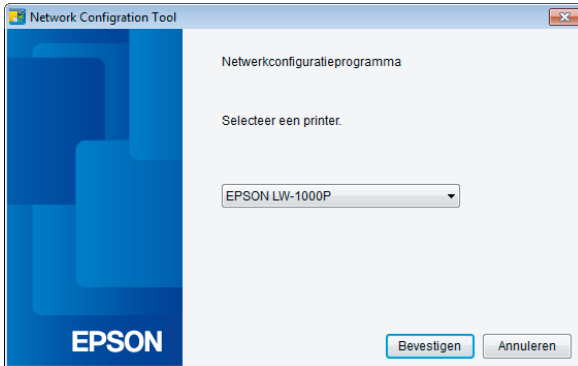 Network Configration Tool
Netwerkconfiguratieprogramma
Selecteer een printer.
EPSON LW-1000P
EPSON
Bevestigen
Annuleren